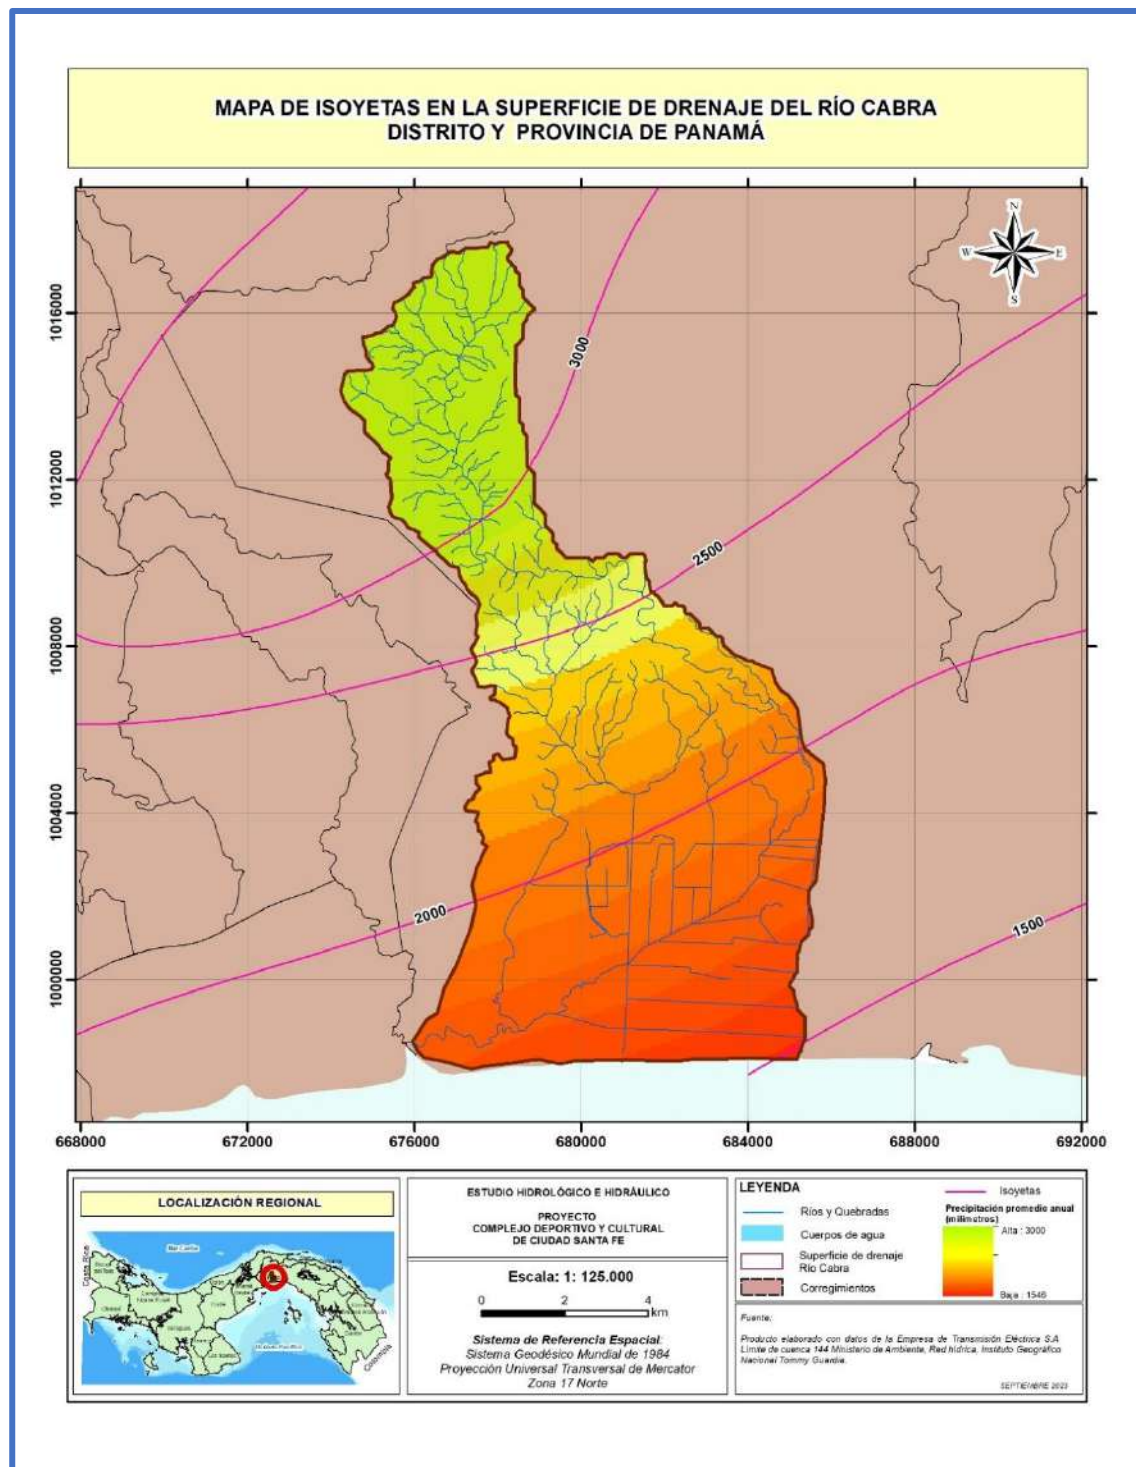 MAPA DE ISOYETAS EN LA SUPERFICIE DE DRENAJE DEL RÍO CABRA
DISTRITO Y PROVINCIA DE PANAMÁ
N
W
E
S
3000
2500
2000
1500
1016000
1012000
1008000
1004000
1000000
668000
672000
676000
680000
684000
688000
692000
LOCALIZACIÓN REGIONAL
Mar Caribe
Costa Rica
Colombia
ESTUDIO HIDROLÓGICO E HIDRÁULICO
PROYECTO
COMPLEJO DEPORTIVO Y CULTURAL
DE CIUDAD SANTA FE
Escala: 1: 125.000
0
2
4
km
Sistema de Referencia Espacial:
Sistema Geodésico Mundial de 1984
Proyección Universal Transversal de Mercator
Zona 17 Norte
LEYENDA
Ríos y Quebradas
Cuerpos de agua
Superficie de drenaje
Río Cabra
Corregimientos
Isoyetas
Precipitación promedio anual
(milímetros)
Alta : 3000
Baja : 1546
Fuente:
Producto elaborado con datos de la Empresa de Transmisión Eléctrica S.A
Límite de cuenca 144 Ministerio de Ambiente, Red hídrica, Instituto Geográfico
Nacional Tommy Guardia.
SEPTIEMBRE 2023